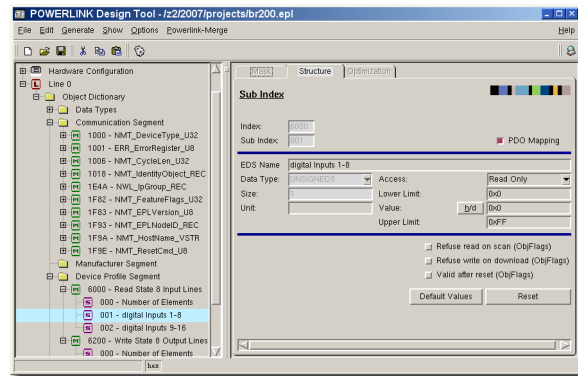 POWERLINK Design Tool - /z2/2007/projects/br200.epl
File Edit Generate Show Options Powerlink-Merge Help
Hardware Configuration
Line 0
Object Dictionary
Data Types
Communication Segment
1000 - NMT_DeviceType_U32
1001 - ERR_ErrorRegister_U8
1006 - NMT_CycleLen_U32
1018 - NMT_IdentityObject_REC
1E4A - NWL_IpGroup_REC
1F82 - NMT_FeatureFlags_U32
1F83 - NMT_EPLVersion_U8
1F93 - NMT_EPLNodeID_REC
1F9A - NMT_HostName_VSTR
1F9E - NMT_ResetCmd_U8
Manufacturer Segment
Device Profile Segment
6000 - Read State 8 Input Lines
000 - Number of Elements
001 - digital Inputs 1-8
002 - digital Inputs 9-16
6200 - Write State 8 Output Lines
000 - Number of Elements
hex
Mask Structure Optimization
Sub Index
Index: 6000
Sub Index: 001 PDO Mapping
EDS Name digital Inputs 1-8
Data Type: UNSIGNED8 Access: Read Only
Size: 1 Lower Limit: 0x0
Unit: Value: h/d 0x0
Upper Limit: 0xFF
Refuse read on scan (ObjFlags)
Refuse write on download (ObjFlags)
Valid after reset (ObjFlags)
Default Values Reset